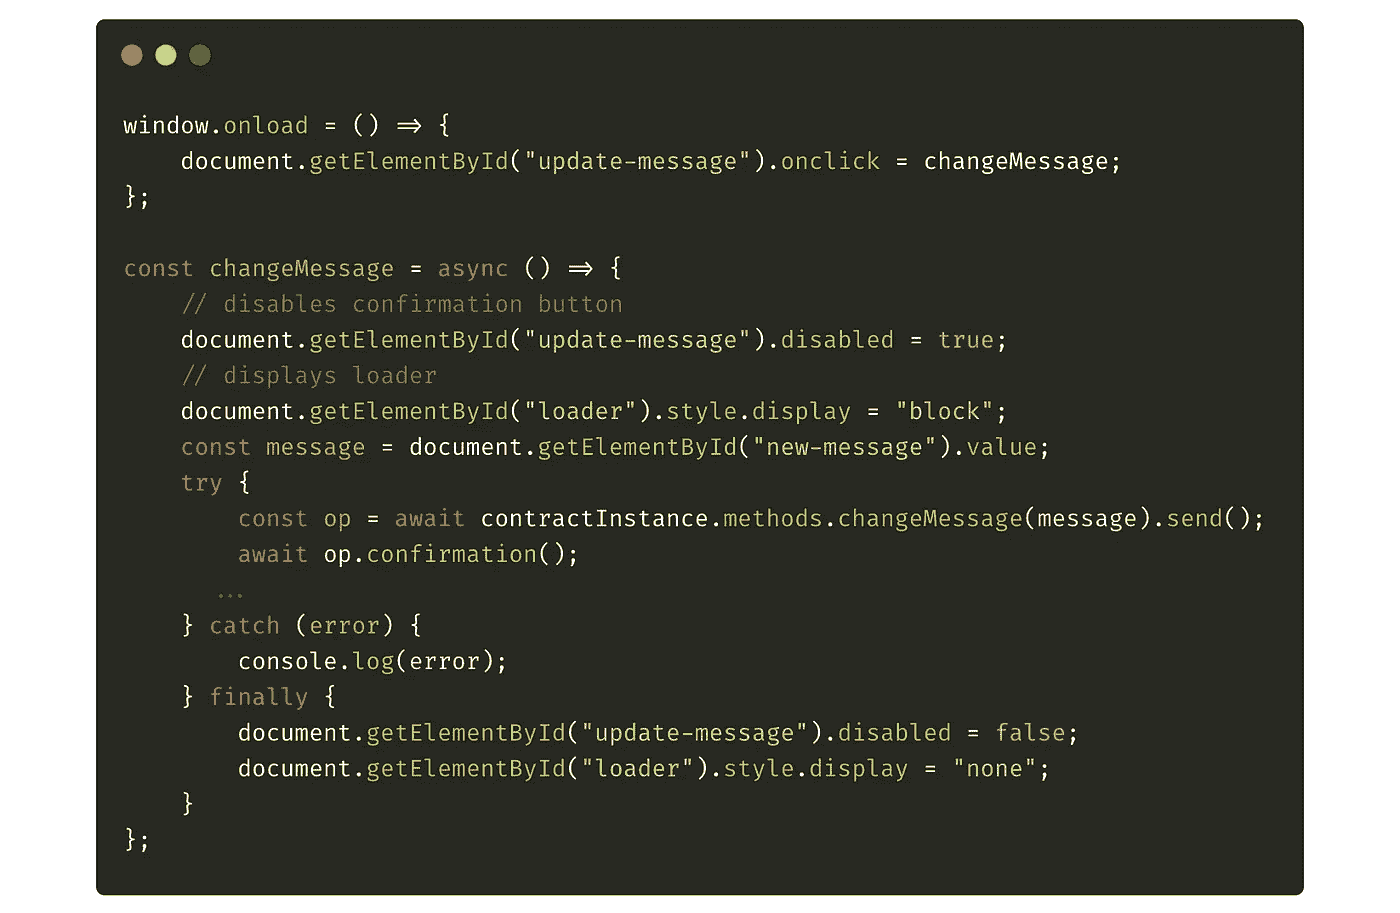 window.onload = () => {
    document.getElementById("update-message").onclick = changeMessage;
};

const changeMessage = async () => {
    // disables confirmation button
    document.getElementById("update-message").disabled = true;
    // displays loader
    document.getElementById("loader").style.display = "block";
    const message = document.getElementById("new-message").value;
    try {
        const op = await contractInstance.methods.changeMessage(message).send();
        await op.confirmation();
       ...
    } catch (error) {
        console.log(error);
    } finally {
        document.getElementById("update-message").disabled = false;
        document.getElementById("loader").style.display = "none";
    }
};